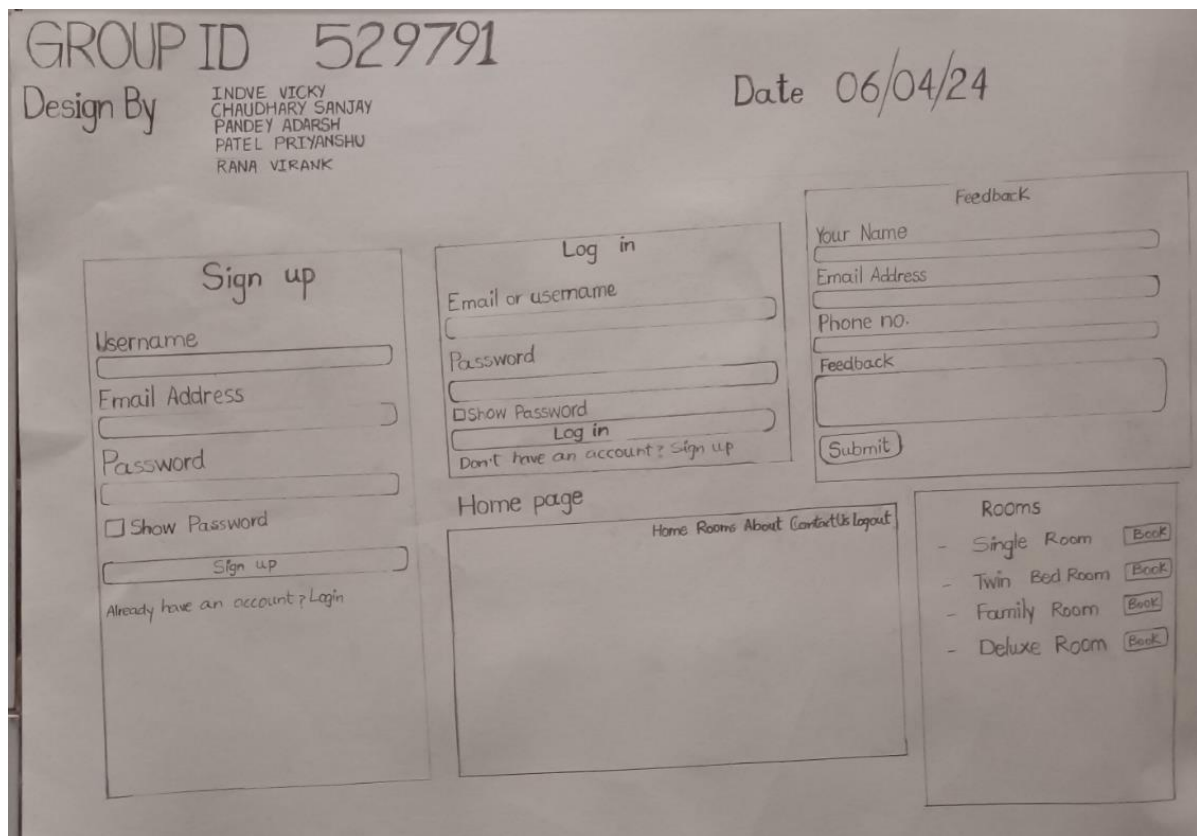 GROUP ID 529791
Design By
INDVE VICKY
CHAUDHARY SANJAY
PANDEY ADARSH
PATEL PRIYANSHU
RANA VIRANK
Date 06/04/24
Sign up
Username
Email Address
Password
Show Password
Sign up
Already have an account? Login
Log in
Email or username
Password
Show Password
Log in
Don't have an account? Sign up
Feedback
Your Name
Email Address
Phone no.
Feedback
Submit
Home page
Home Rooms About ContactUs logout
Rooms
- Single Room Book
- Twin Bed Room Book
- Family Room Book
- Deluxe Room Book